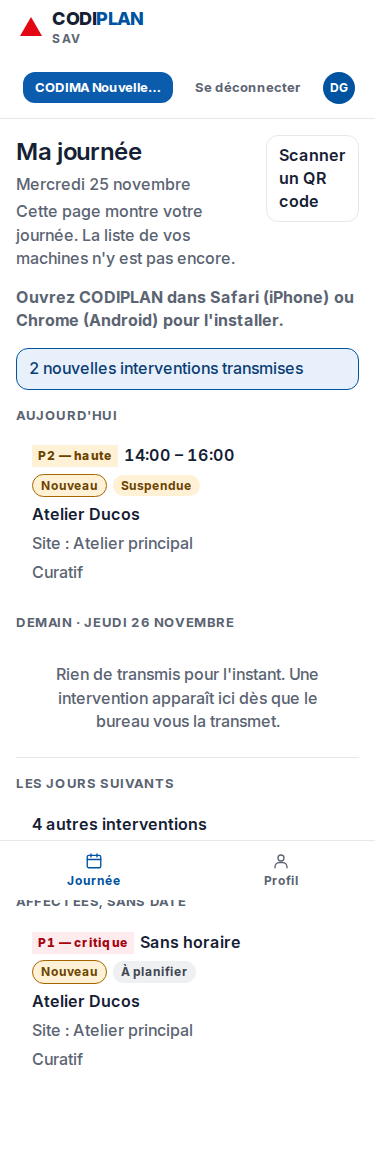 CODIPLAN
SAV
CODIMA Nouvelle...
Se déconnecter
DG
Ma journée
Mercredi 25 novembre
Cette page montre votre
journée. La liste de vos
machines n'y est pas encore.
Scanner
un QR
code
Ouvrez CODIPLAN dans Safari (iPhone) ou
Chrome (Android) pour l'installer.
2 nouvelles interventions transmises
AUJOURD'HUI
P2 — haute 14:00 – 16:00
Nouveau Suspendue
Atelier Ducos
Site : Atelier principal
Curatif
DEMAIN · JEUDI 26 NOVEMBRE
Rien de transmis pour l'instant. Une
intervention apparaît ici dès que le
bureau vous la transmet.
LES JOURS SUIVANTS
4 autres interventions
Journée
Profil
AFFECTÉES, SANS DATE
P1 — critique Sans horaire
Nouveau À planifier
Atelier Ducos
Site : Atelier principal
Curatif